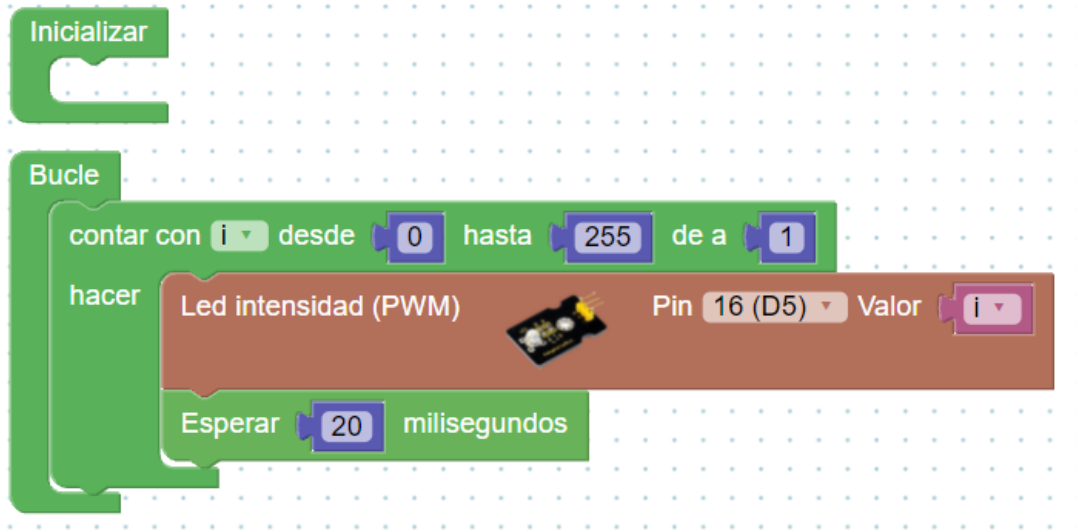 Inicializar
Bucle
contar con i desde 0 hasta 255 de a 1
hacer
Led intensidad (PWM) Pin 16 (D5) Valor i
Esperar 20 milisegundos